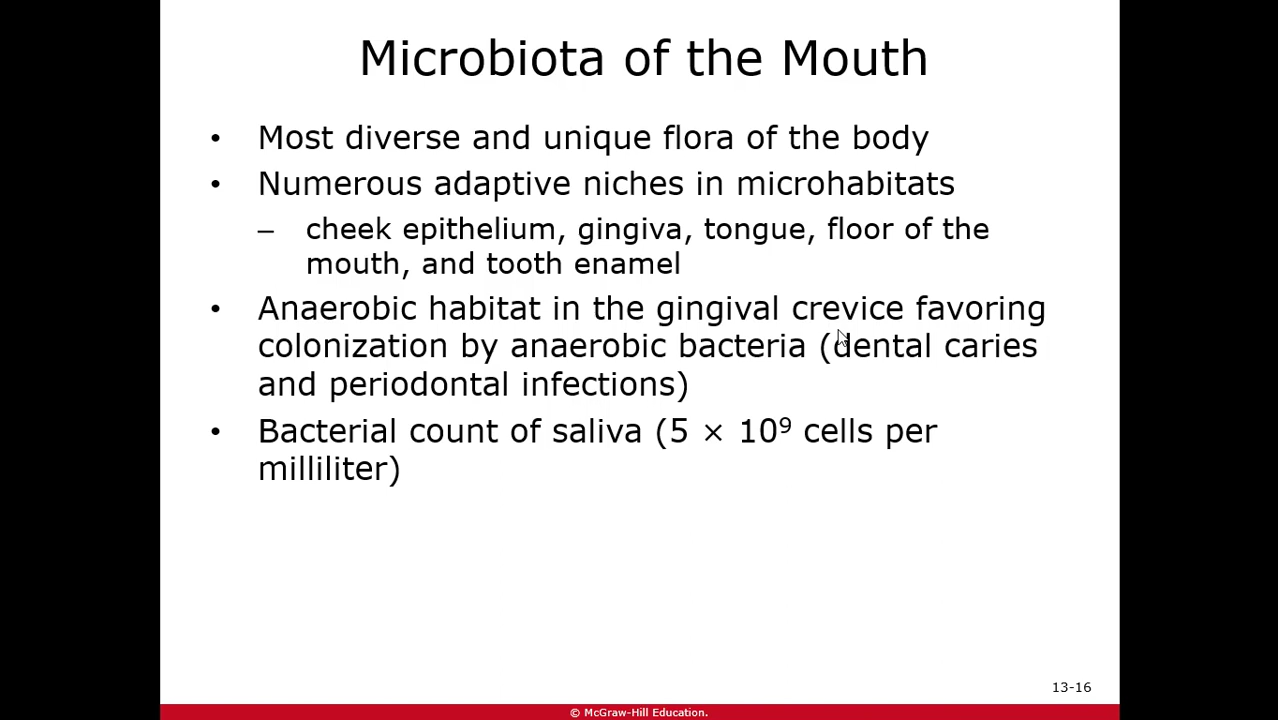 Microbiota of the Mouth
• Most diverse and unique flora of the body
• Numerous adaptive niches in microhabitats
– cheek epithelium, gingiva, tongue, floor of the
mouth, and tooth enamel
• Anaerobic habitat in the gingival crevice favoring
colonization by anaerobic bacteria (dental caries
and periodontal infections)
• Bacterial count of saliva (5 × 10⁹ cells per
milliliter)
13-16
© McGraw-Hill Education.